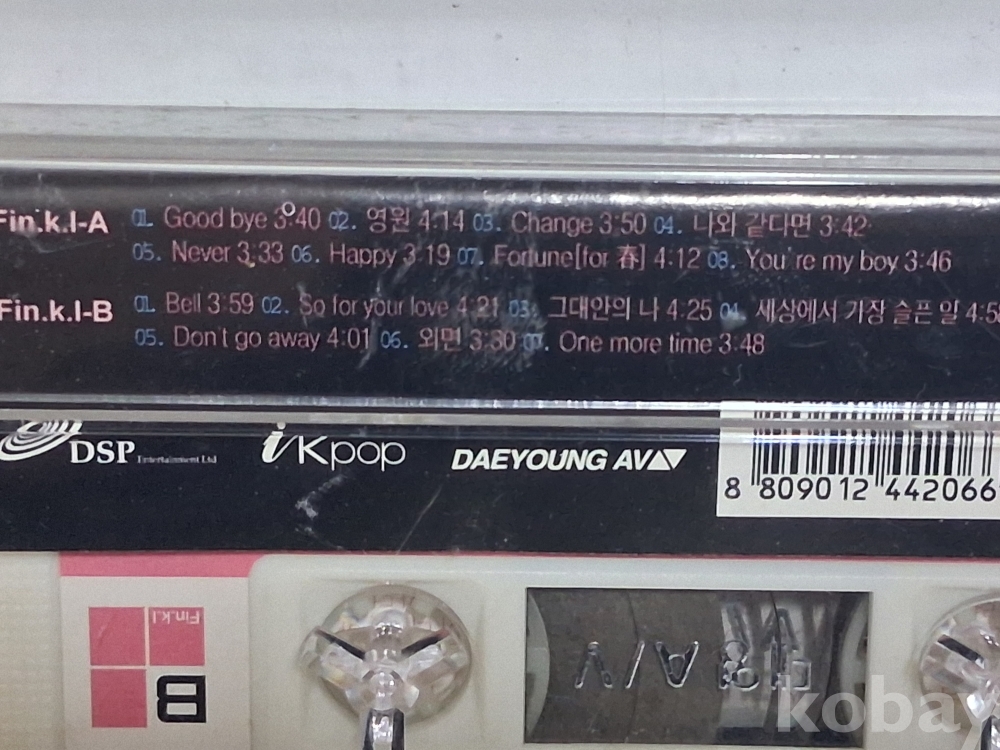 Fin.k.l-A 01. Good bye 3:40 02. 영원 4:14 03. Change 3:50 04. 나와 같다면 3:42
05. Never 3:33 06. Happy 3:19 07. Fortune[for 春] 4:12 08. You're my boy 3:46
Fin.k.l-B 01. Bell 3:59 02. So for your love 4:21 03. 그대안의 나 4:25 04. 세상에서 가장 슬픈 일
05. Don't go away 4:01 06. 외면 3:30 07. One more time 3:48
DSP Entertainment Ltd
i Kpop
DAEYOUNG AV
8 809012 442066
Fin.k.l
B
kobay